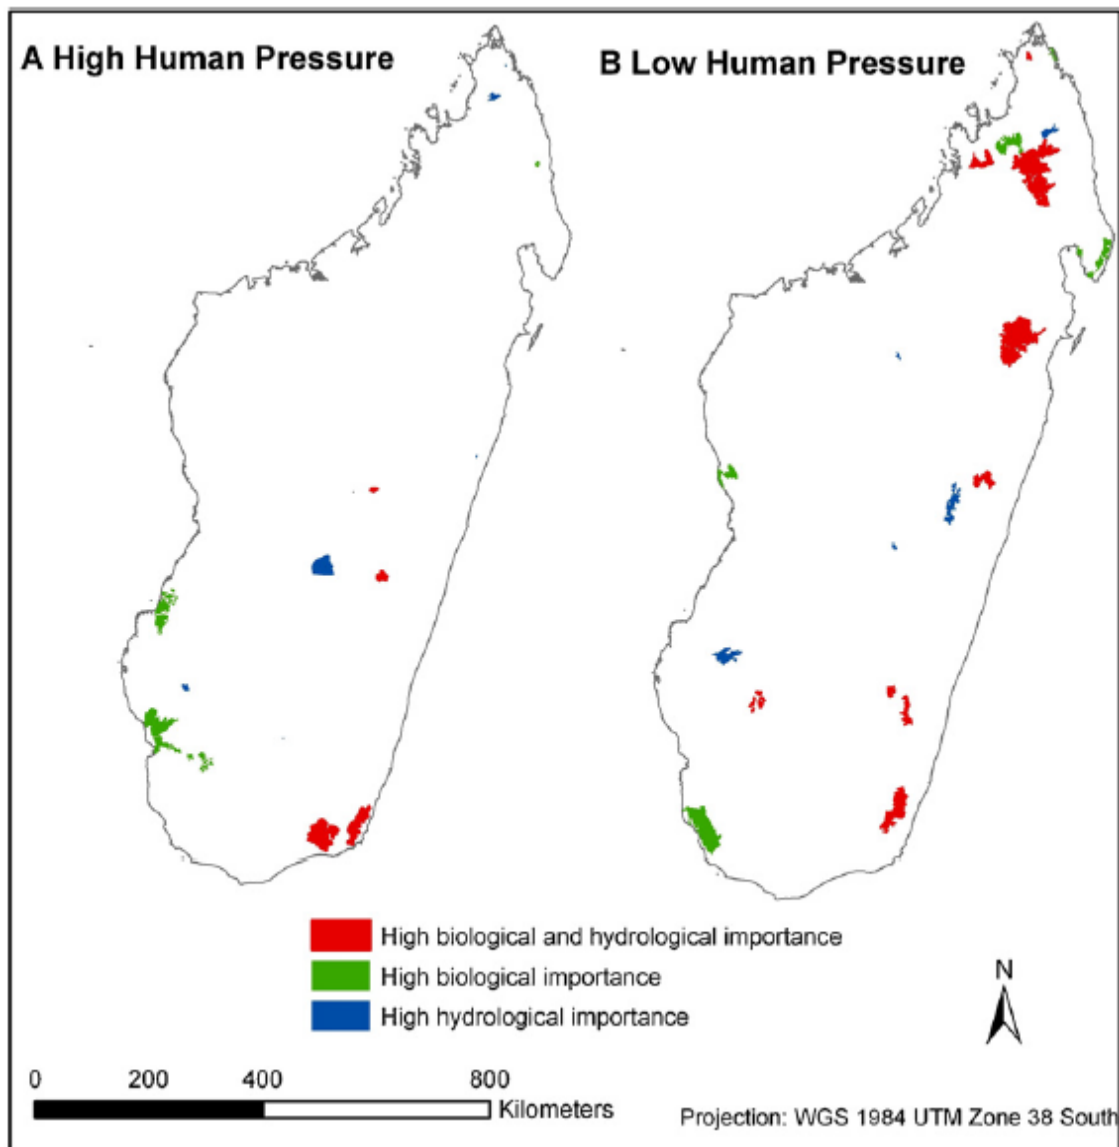 A High Human Pressure
B Low Human Pressure
High biological and hydrological importance
High biological importance
High hydrological importance
N
0 200 400 800
Kilometers
Projection: WGS 1984 UTM Zone 38 South